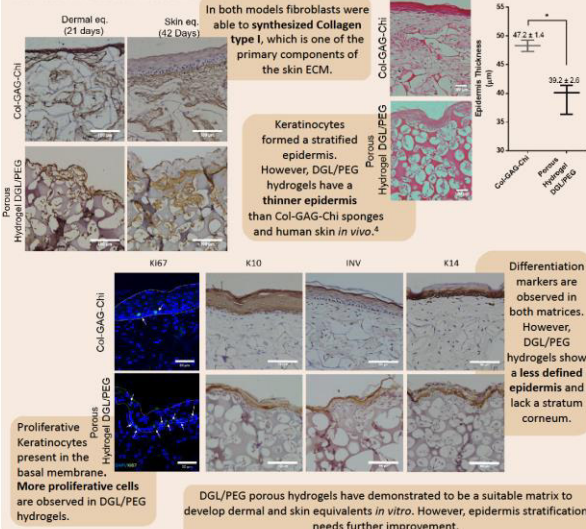 Dermal eq.
(21 days)
Skin eq.
(42 Days)
Col-GAG-Chi
Porous
Hydrogel DGL/PEG
In both models fibroblasts were
able to synthesized Collagen
type I, which is one of the
primary components of
the skin ECM.
Keratinocytes
formed a stratified
epidermis.
However, DGL/PEG
hydrogels have a
thinner epidermis
than Col-GAG-Chi sponges
and human skin in vivo.4
Col-GAG-Chi
Porous
Hydrogel DGL/PEG
Epidermis Thickness
(µm)
55
50
45
40
35
30
*
47.2 ± 1.4
39.2 ± 2.6
Col-GAG-Chi
Porous
Hydrogel
DGL/PEG
Ki67
K10
INV
K14
Col-GAG-Chi
Porous
Hydrogel DGL/PEG
Differentiation
markers are
observed in
both matrices.
However,
DGL/PEG
hydrogels show
a less defined
epidermis and
lack a stratum
corneum.
Proliferative
Keratinocytes
present in the
basal membrane.
More proliferative cells
are observed in DGL/PEG
hydrogels.
DGL/PEG porous hydrogels have demonstrated to be a suitable matrix to
develop dermal and skin equivalents in vitro. However, epidermis stratification
needs further improvement.